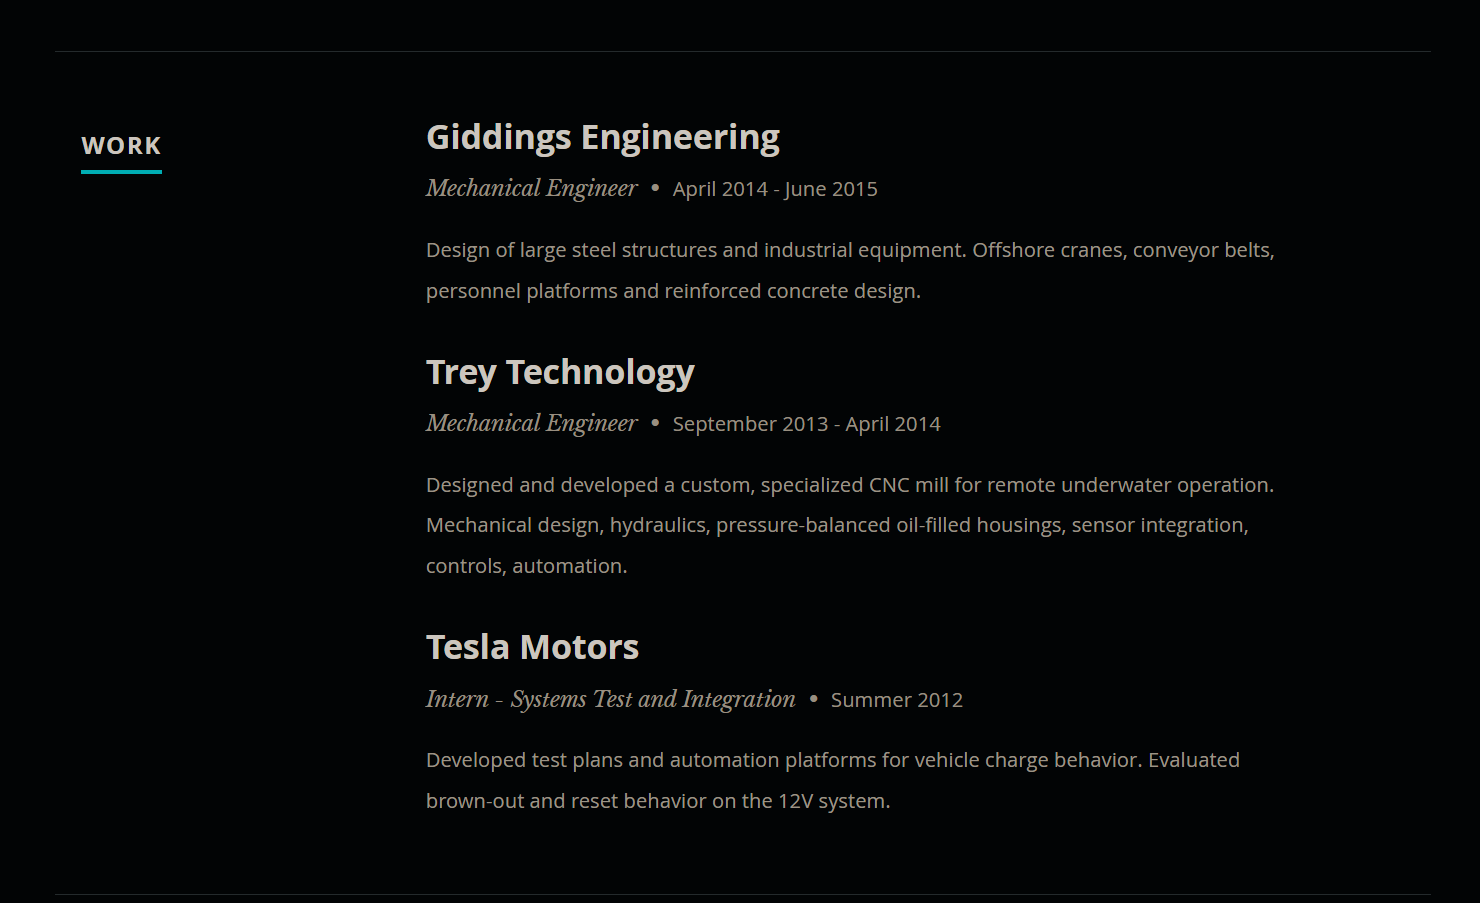 WORK
Giddings Engineering
Mechanical Engineer • April 2014 - June 2015
Design of large steel structures and industrial equipment. Offshore cranes, conveyor belts,
personnel platforms and reinforced concrete design.
Trey Technology
Mechanical Engineer • September 2013 - April 2014
Designed and developed a custom, specialized CNC mill for remote underwater operation.
Mechanical design, hydraulics, pressure-balanced oil-filled housings, sensor integration,
controls, automation.
Tesla Motors
Intern - Systems Test and Integration • Summer 2012
Developed test plans and automation platforms for vehicle charge behavior. Evaluated
brown-out and reset behavior on the 12V system.